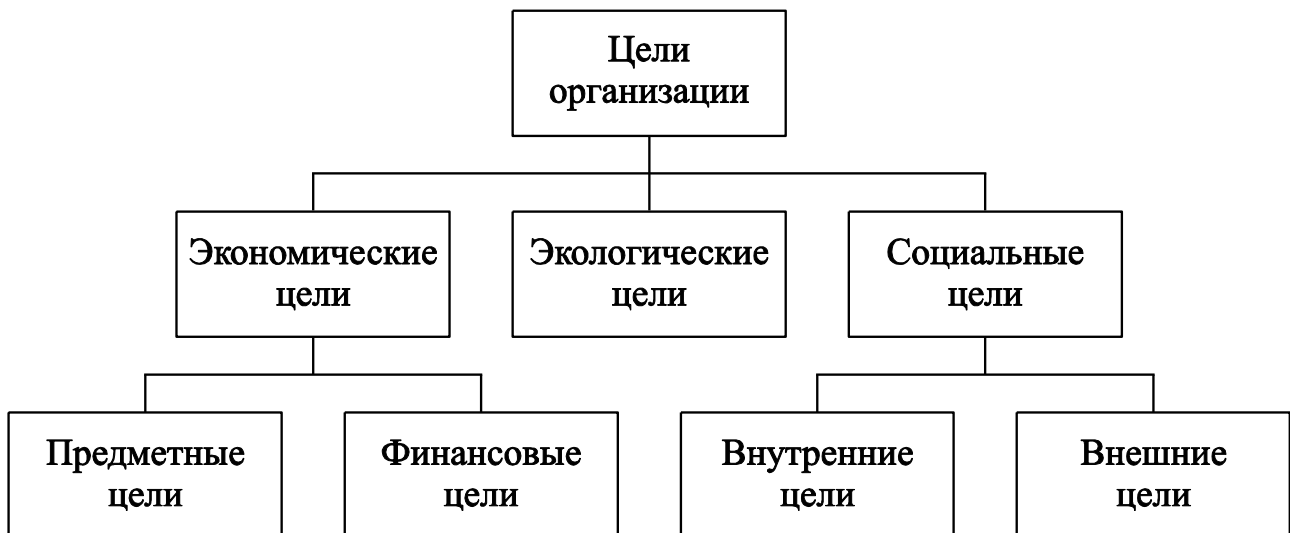 Цели
организации
Экономические
цели
Экологические
цели
Социальные
цели
Предметные
цели
Финансовые
цели
Внутренние
цели
Внешние
цели